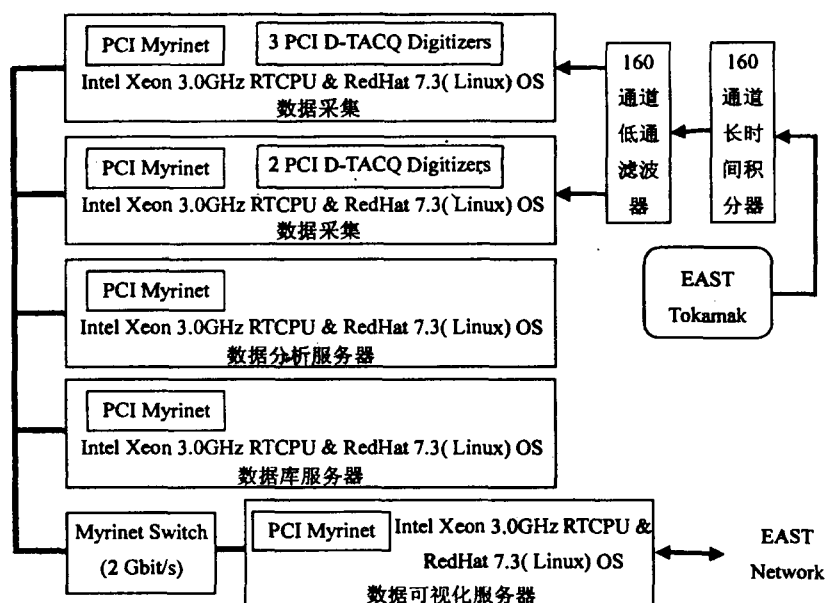 PCI Myrinet
3 PCI D-TACQ Digitizers
Intel Xeon 3.0GHz RTCPU & RedHat 7.3( Linux) OS
数据采集
PCI Myrinet
2 PCI D-TACQ Digitizers
Intel Xeon 3.0GHz RTCPU & RedHat 7.3( Linux) OS
数据采集
160
通道
低通
滤波
器
160
通道
长时
间积
分器
EAST
Tokamak
PCI Myrinet
Intel Xeon 3.0GHz RTCPU & RedHat 7.3( Linux) OS
数据分析服务器
PCI Myrinet
Intel Xeon 3.0GHz RTCPU & RedHat 7.3( Linux) OS
数据库服务器
Myrinet Switch
(2 Gbit/s)
PCI Myrinet
Intel Xeon 3.0GHz RTCPU &
RedHat 7.3( Linux) OS
数据可视化服务器
EAST
Network